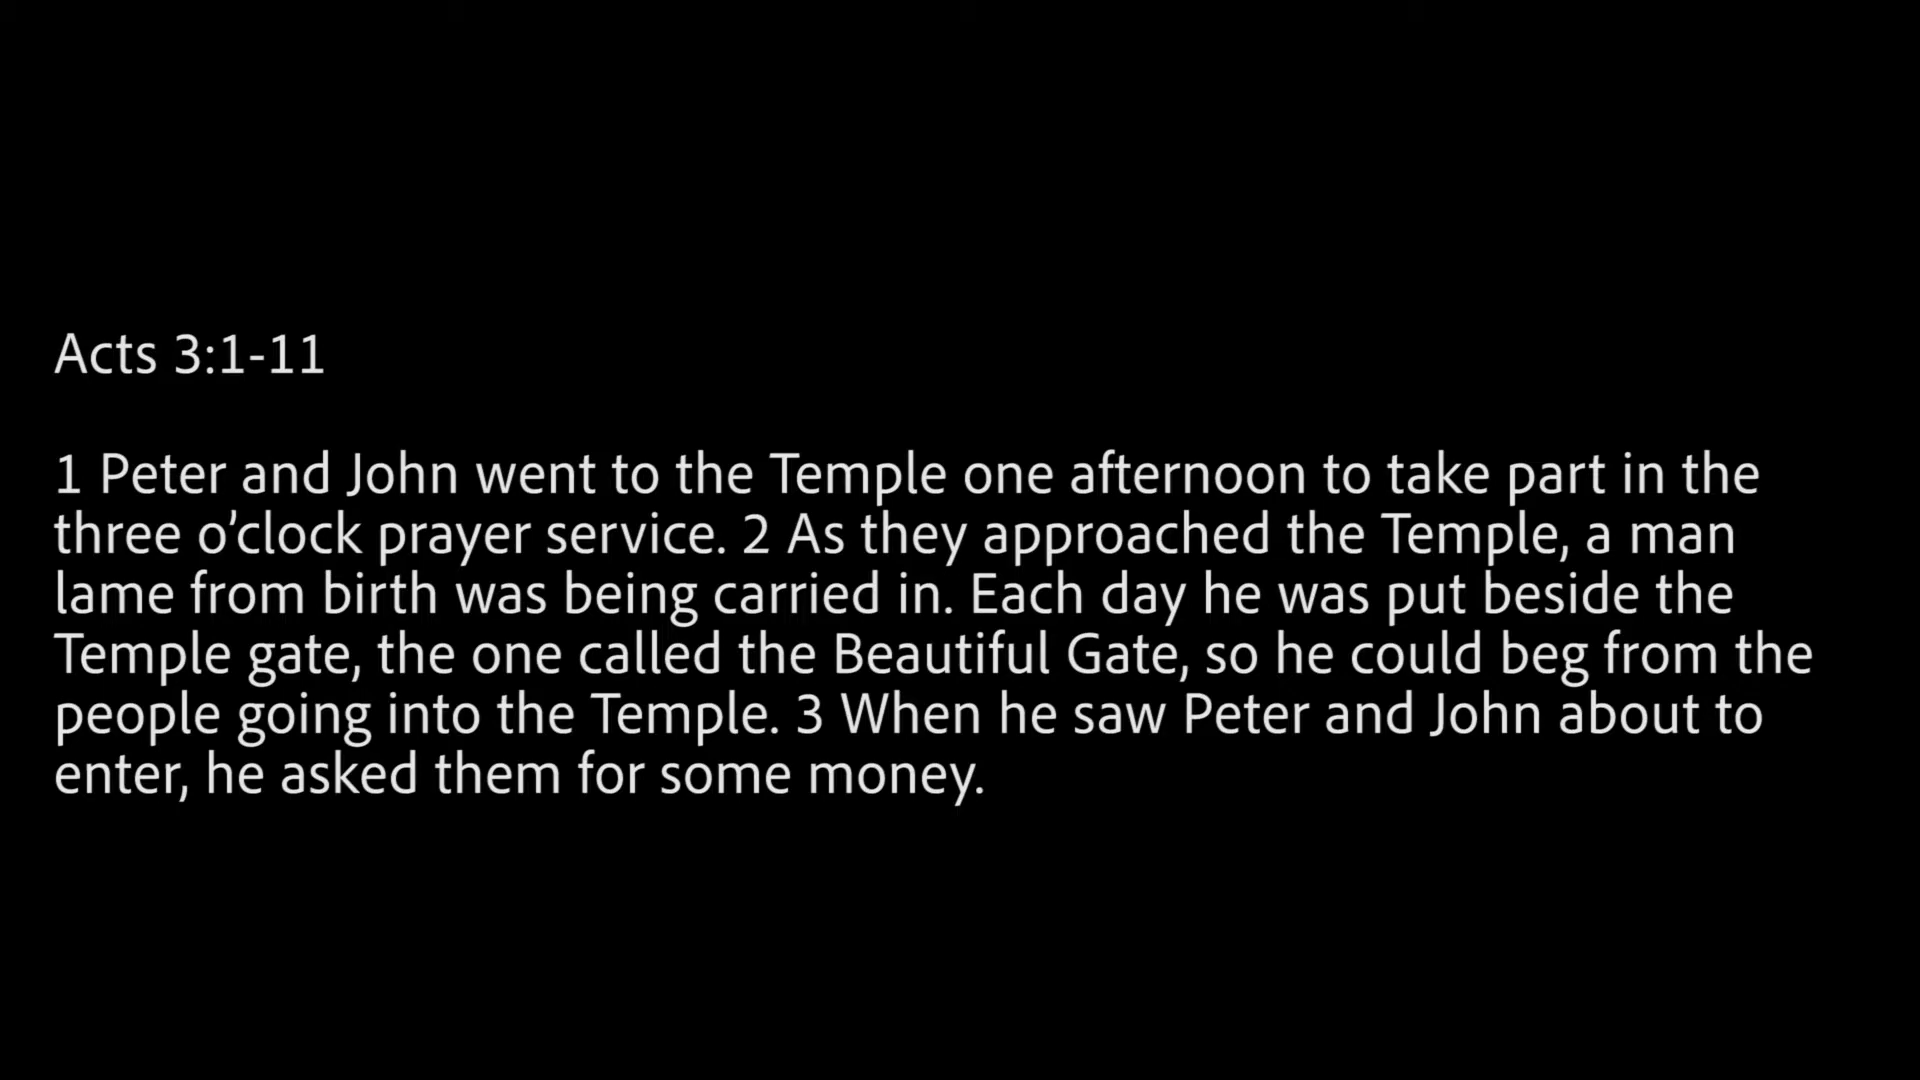 Acts 3:1-11
1 Peter and John went to the Temple one afternoon to take part in the
three o’clock prayer service. 2 As they approached the Temple, a man
lame from birth was being carried in. Each day he was put beside the
Temple gate, the one called the Beautiful Gate, so he could beg from the
people going into the Temple. 3 When he saw Peter and John about to
enter, he asked them for some money.